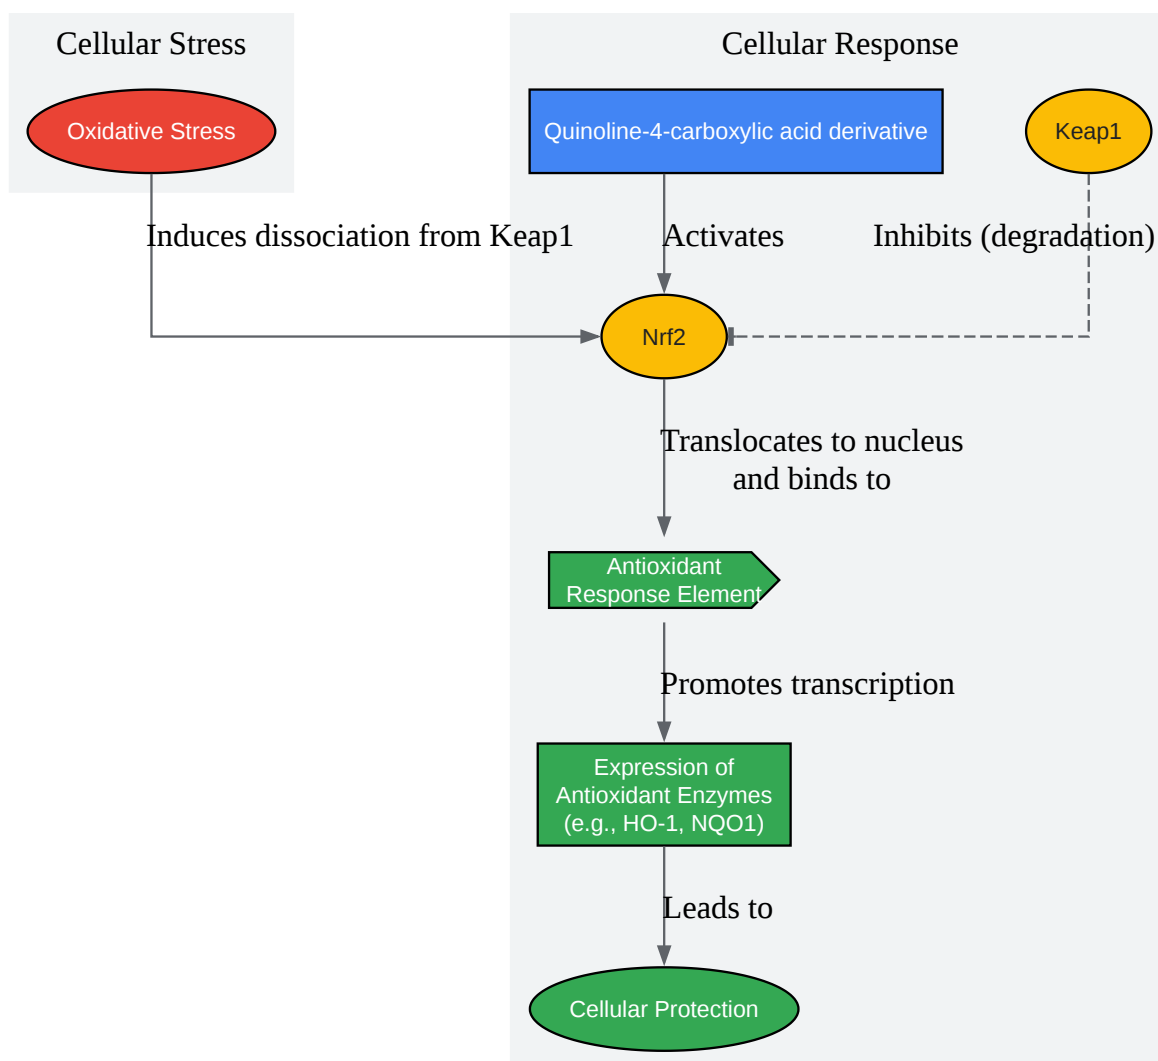 Cellular Stress
Cellular Response
Oxidative Stress
Quinoline-4-carboxylic acid derivative
Keap1
Induces dissociation from Keap1
Activates
Inhibits (degradation)
Nrf2
Translocates to nucleus
and binds to
Antioxidant
Response Element
Promotes transcription
Expression of
Antioxidant Enzymes
(e.g., HO-1, NQO1)
Leads to
Cellular Protection